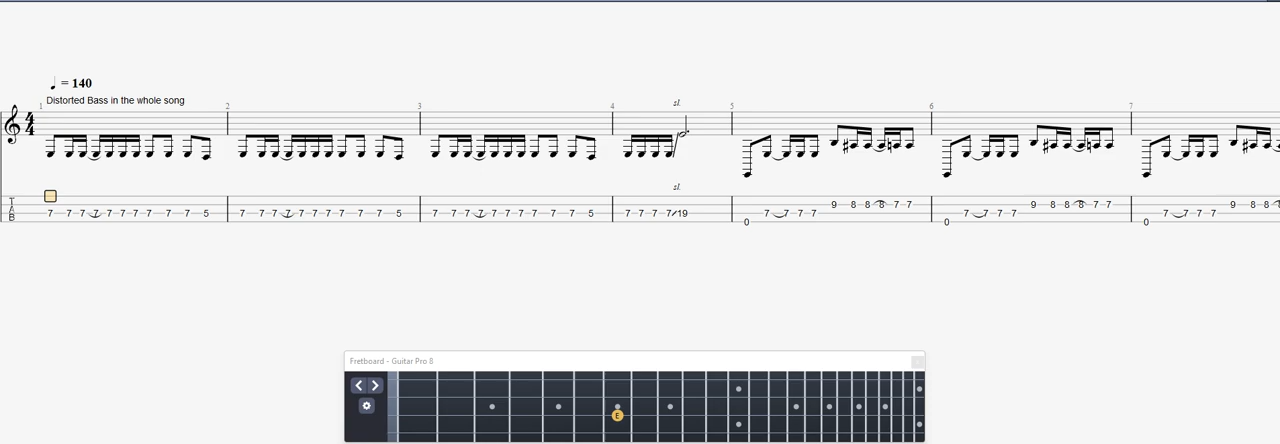 ♩ = 140
Distorted Bass in the whole song
1 2 3 4 5 6 7
4
4
sl.
sl.
T
A
B
7 7 7 7 7 7 7 7 7 7 5 7 7 7 7 7 7 7 7 7 7 5 7 7 7 7 7 7 7 7 7 7 5 7 7 7 7 19 0 7 7 7 7 9 8 8 8 7 7 0 7 7 7 7 9 8 8 8 7 7 0 7 7 7 7 9 8 8
Fretboard - Guitar Pro 8
E